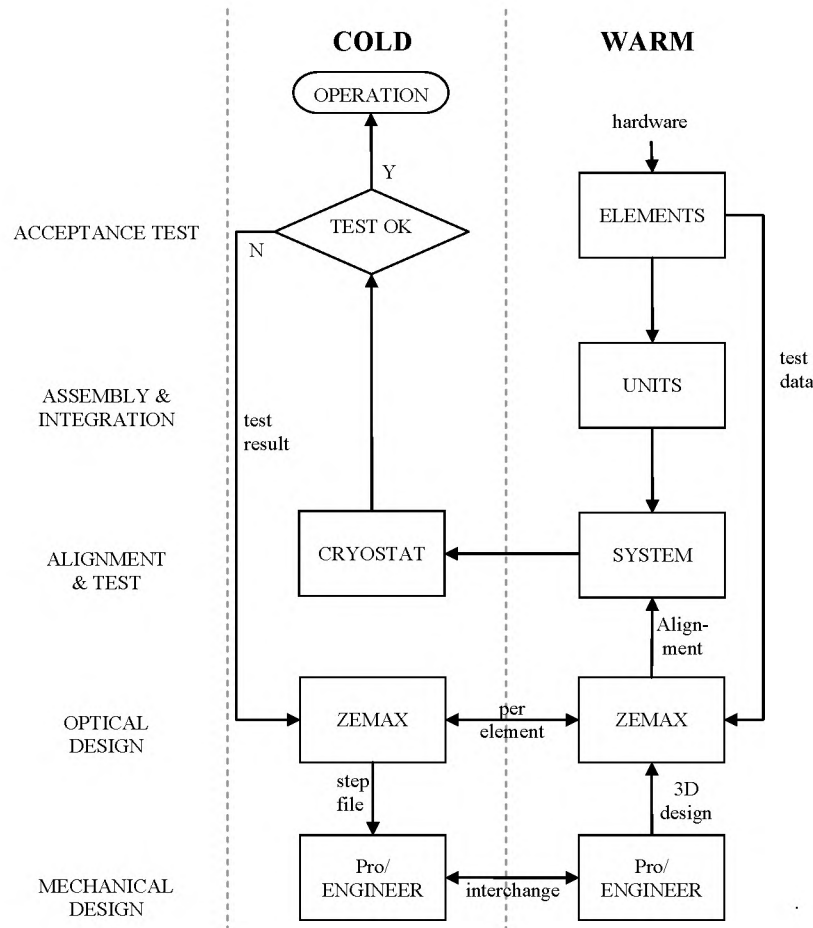 COLD
WARM
OPERATION
hardware
Y
ACCEPTANCE TEST
N
TEST OK
ELEMENTS
ASSEMBLY &
INTEGRATION
test
result
UNITS
test
data
ALIGNMENT
& TEST
CRYOSTAT
SYSTEM
Align-
ment
OPTICAL
DESIGN
ZEMAX
per
element
ZEMAX
step
file
3D
design
MECHANICAL
DESIGN
Pro/
ENGINEER
interchange
Pro/
ENGINEER
.